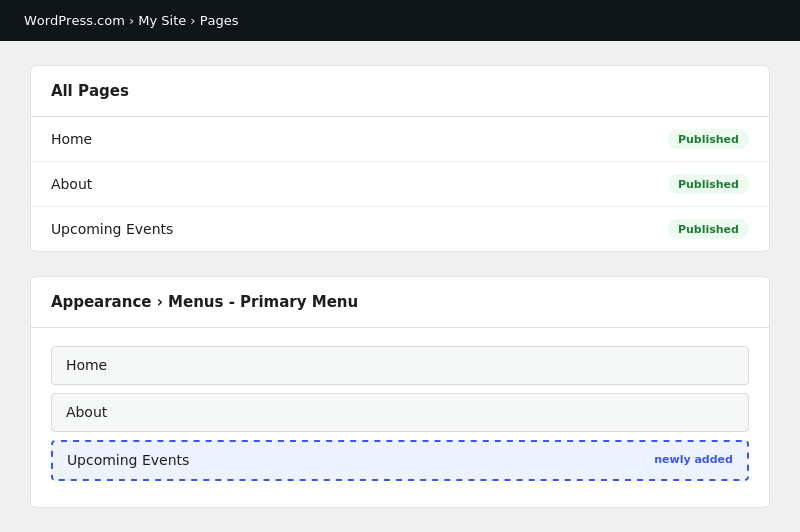 WordPress.com › My Site › Pages
All Pages
Home Published
About Published
Upcoming Events Published
Appearance › Menus - Primary Menu
Home
About
Upcoming Events newly added